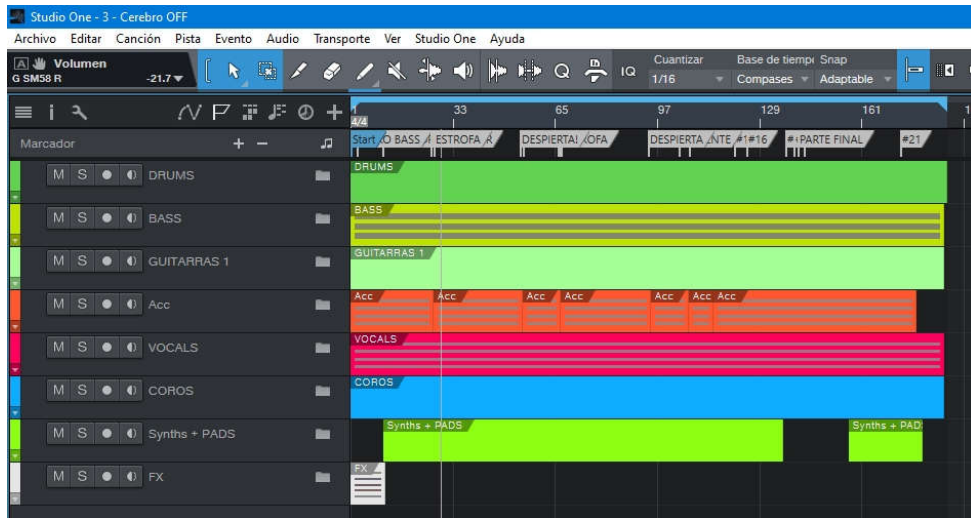 Studio One - 3 - Cerebro OFF
Archivo Editar Canción Pista Evento Audio Transporte Ver Studio One Ayuda
A Volumen
G SM58 R -21.7
IQ
Cuantizar Base de tiempo Snap
1/16 Compases Adaptable
1 33 65 97 129 161 1
4/4
Marcador + -
Start O BASS ESTROFA DESPIERTA! OFA DESPIERTA NTE #1 #16 PARTE FINAL #21
M S DRUMS DRUMS
M S BASS BASS
M S GUITARRAS 1 GUITARRAS 1
M S Acc Acc Acc Acc Acc Acc Acc Acc
M S VOCALS VOCALS
M S COROS COROS
M S Synths + PADS Synths + PADS Synths + PAD
M S FX FX